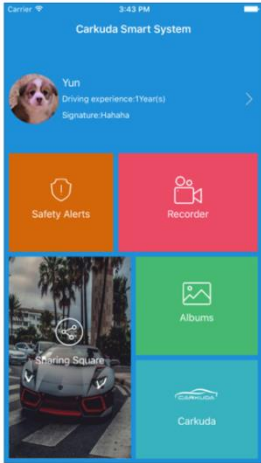 Carrier 3:43 PM
Carkuda Smart System
Yun
Driving experience:1Year(s)
Signature:Hahaha
Safety Alerts
Recorder
Sharing Square
Albums
CARKUDA
Carkuda